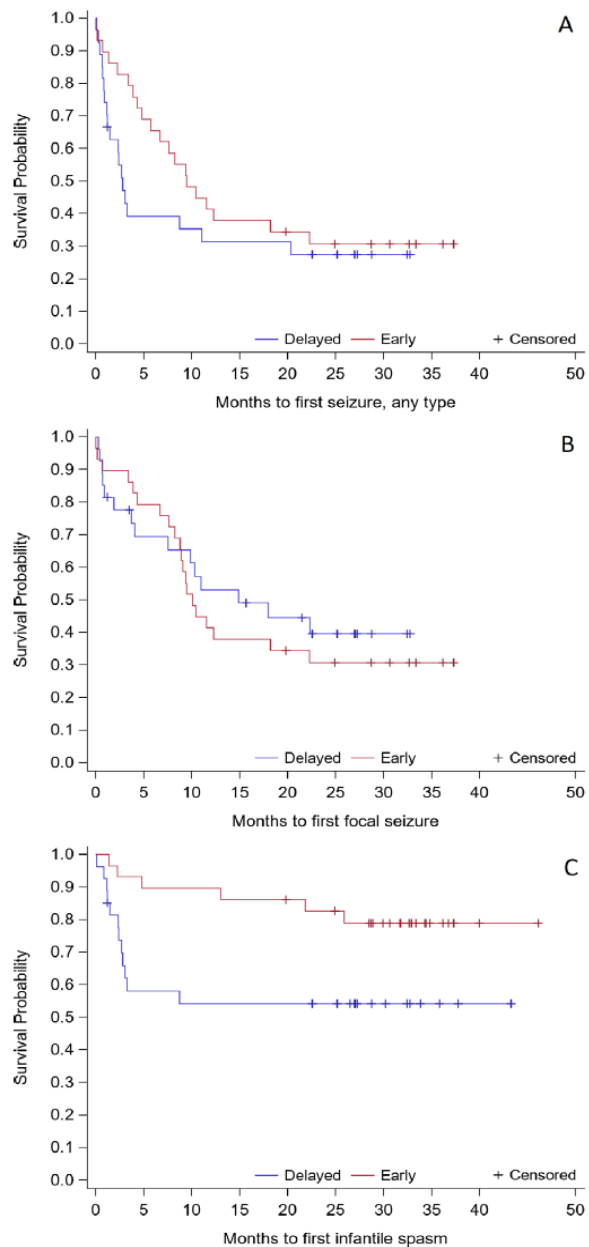 A
Survival Probability
1.0
0.9
0.8
0.7
0.6
0.5
0.4
0.3
0.2
0.1
0.0
Delayed Early + Censored
0 5 10 15 20 25 30 35 40 50
Months to first seizure, any type
B
Survival Probability
1.0
0.9
0.8
0.7
0.6
0.5
0.4
0.3
0.2
0.1
0.0
Delayed Early + Censored
0 5 10 15 20 25 30 35 40 50
Months to first focal seizure
C
Survival Probability
1.0
0.9
0.8
0.7
0.6
0.5
0.4
0.3
0.2
0.1
0.0
Delayed Early + Censored
0 5 10 15 20 25 30 35 40 50
Months to first infantile spasm